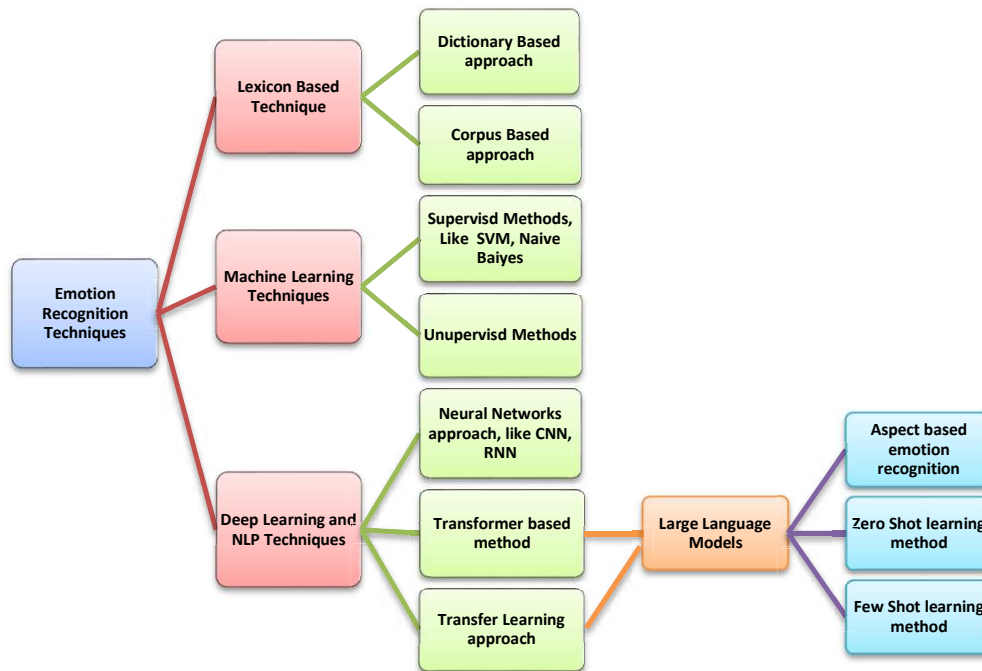 Emotion
Recognition
Techniques
Lexicon Based
Technique
Dictionary Based
approach
Corpus Based
approach
Machine Learning
Techniques
Supervisd Methods,
Like SVM, Naive
Baiyes
Unupervisd Methods
Deep Learning and
NLP Techniques
Neural Networks
approach, like CNN,
RNN
Transformer based
method
Transfer Learning
approach
Large Language
Models
Aspect based
emotion
recognition
Zero Shot learning
method
Few Shot learning
method